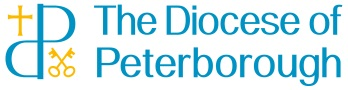 The Diocese of
Peterborough